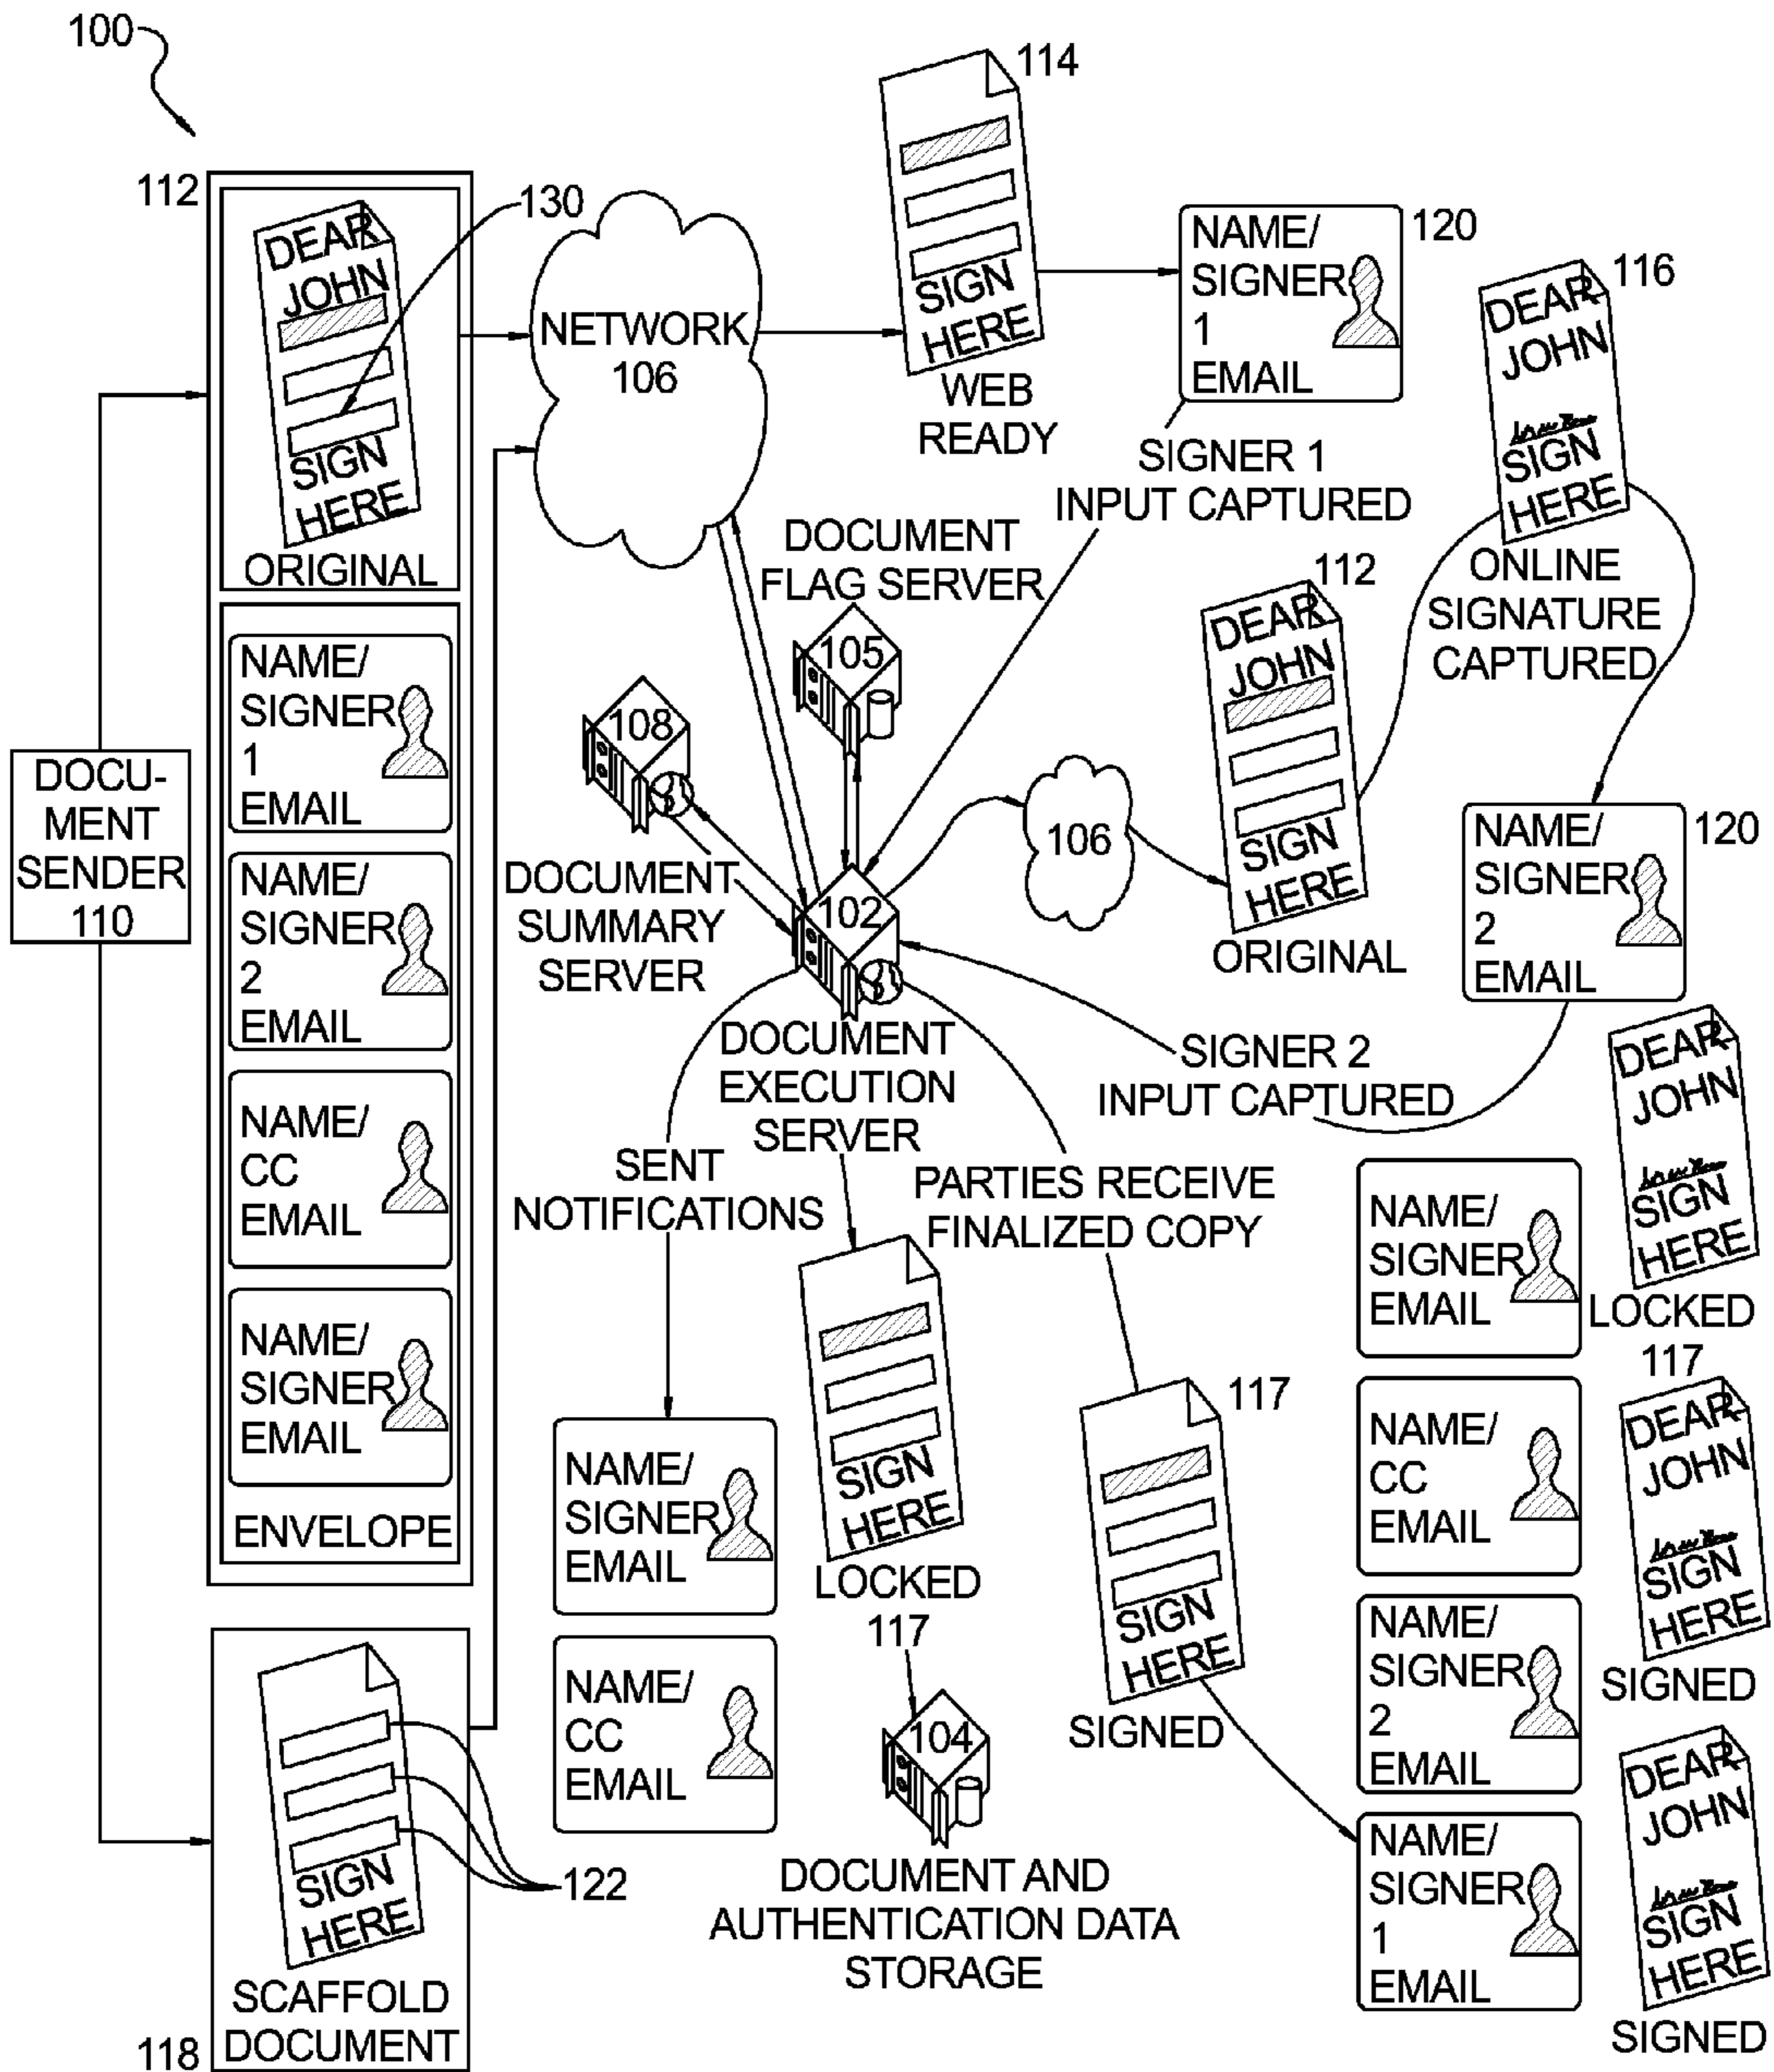 100
112
DEAR
JOHN
SIGN
HERE
ORIGINAL
130
NAME/
SIGNER
1
EMAIL
NAME/
SIGNER
2
EMAIL
NAME/
CC
EMAIL
NAME/
SIGNER
EMAIL
ENVELOPE
DOCU-
MENT
SENDER
110
SIGN
HERE
SCAFFOLD
DOCUMENT
118
122
NETWORK
106
114
SIGN
HERE
WEB
READY
NAME/
SIGNER
1
EMAIL
120
SIGNER 1
INPUT CAPTURED
DEAR
JOHN
SIGN
HERE
116
ONLINE
SIGNATURE
CAPTURED
DOCUMENT
FLAG SERVER
105
108
DOCUMENT
SUMMARY
SERVER
102
DOCUMENT
EXECUTION
SERVER
106
112
DEAR
JOHN
SIGN
HERE
ORIGINAL
NAME/
SIGNER
2
EMAIL
120
SIGNER 2
INPUT CAPTURED
SENT
NOTIFICATIONS
NAME/
SIGNER
EMAIL
NAME/
CC
EMAIL
SIGN
HERE
LOCKED
117
104
DOCUMENT AND
AUTHENTICATION DATA
STORAGE
PARTIES RECEIVE
FINALIZED COPY
117
SIGN
HERE
SIGNED
NAME/
SIGNER
EMAIL
DEAR
JOHN
SIGN
HERE
LOCKED
117
NAME/
CC
EMAIL
DEAR
JOHN
SIGN
HERE
SIGNED
NAME/
SIGNER
2
EMAIL
NAME/
SIGNER
1
EMAIL
DEAR
JOHN
SIGN
HERE
SIGNED